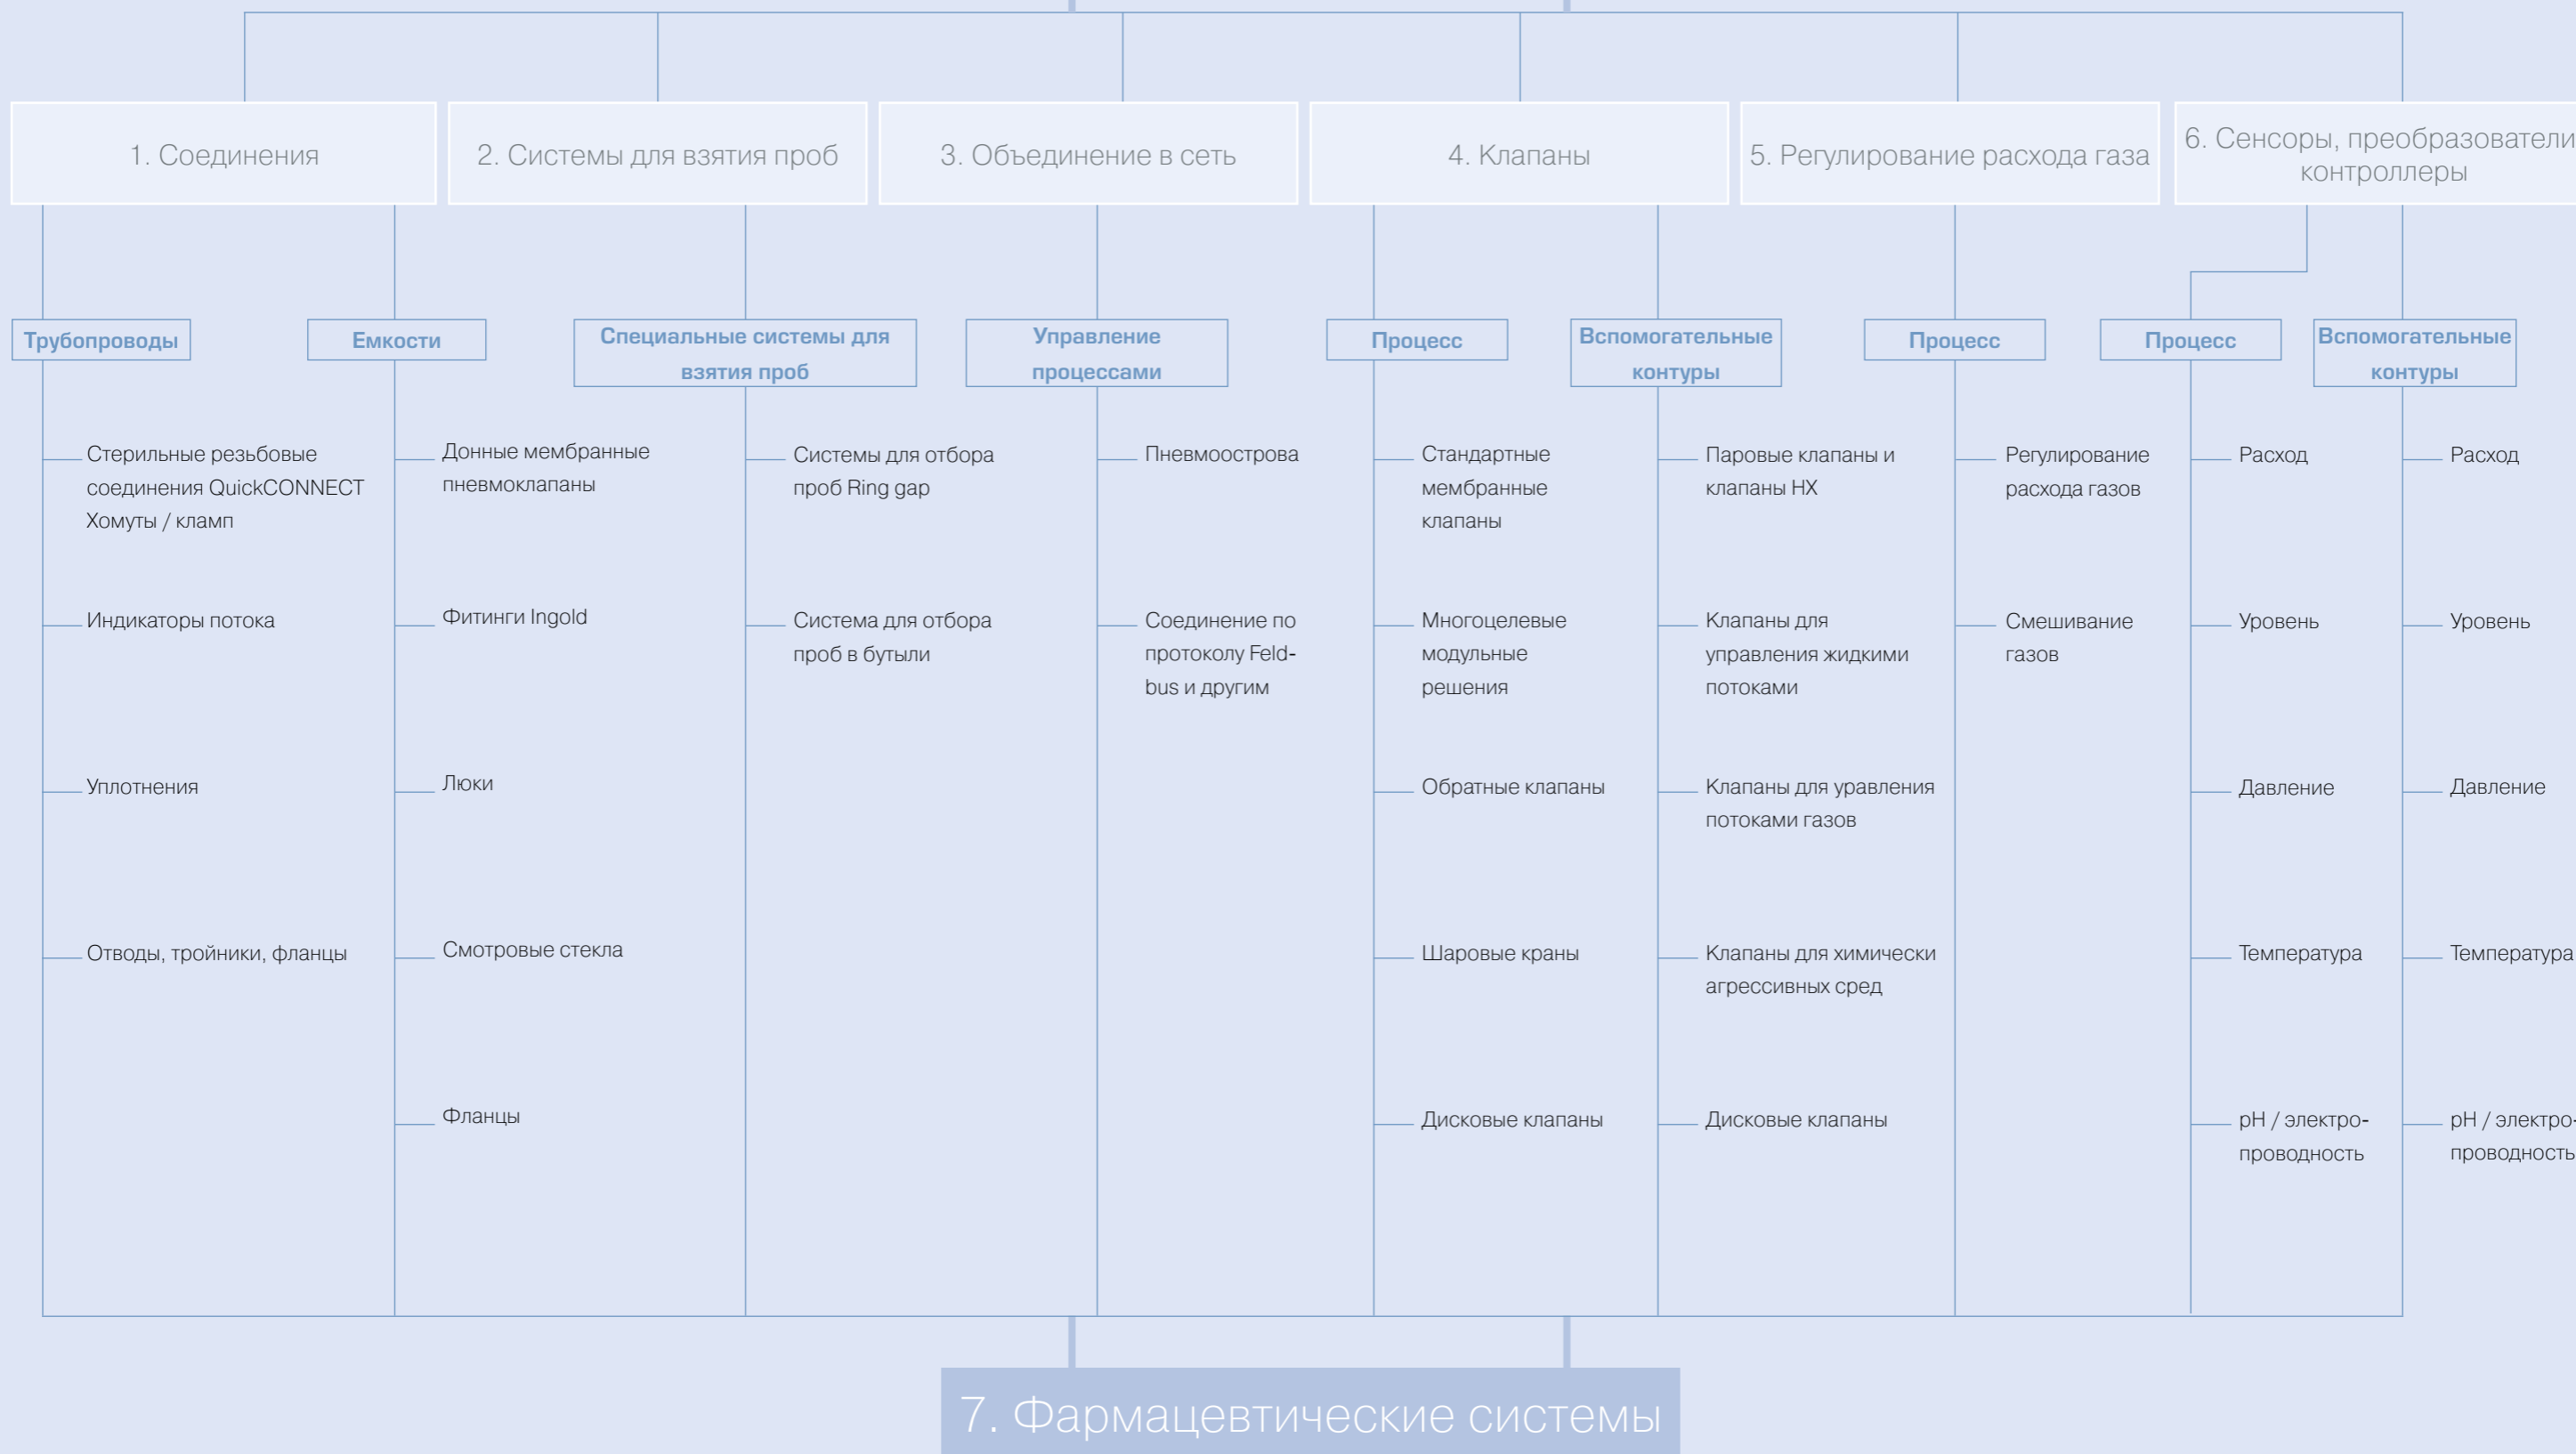 1. Соединения
2. Системы для взятия проб
3. Объединение в сеть
4. Клапаны
5. Регулирование расхода газа
6. Сенсоры, преобразователи
контроллеры
Трубопроводы
Стерильные резьбовые
соединения QuickCONNECT
Хомуты / кламп
Индикаторы потока
Уплотнения
Отводы, тройники, фланцы
Емкости
Донные мембранные
пневмоклапаны
Фитинги Ingold
Люки
Смотровые стекла
Фланцы
Специальные системы для
взятия проб
Системы для отбора
проб Ring gap
Система для отбора
проб в бутыли
Управление
процессами
Пневмоострова
Соединение по
протоколу Feld-
bus и другим
Процесс
Стандартные
мембранные
клапаны
Многоцелевые
модульные
решения
Обратные клапаны
Шаровые краны
Дисковые клапаны
Вспомогательные
контуры
Паровые клапаны и
клапаны НХ
Клапаны для
управления жидкими
потоками
Клапаны для уравления
потоками газов
Клапаны для химически
агрессивных сред
Дисковые клапаны
Процесс
Регулирование
расхода газов
Смешивание
газов
Процесс
Расход
Уровень
Давление
Температура
pH / электро-
проводность
Вспомогательные
контуры
Расход
Уровень
Давление
Температура
pH / электро-
проводность
7. Фармацевтические системы